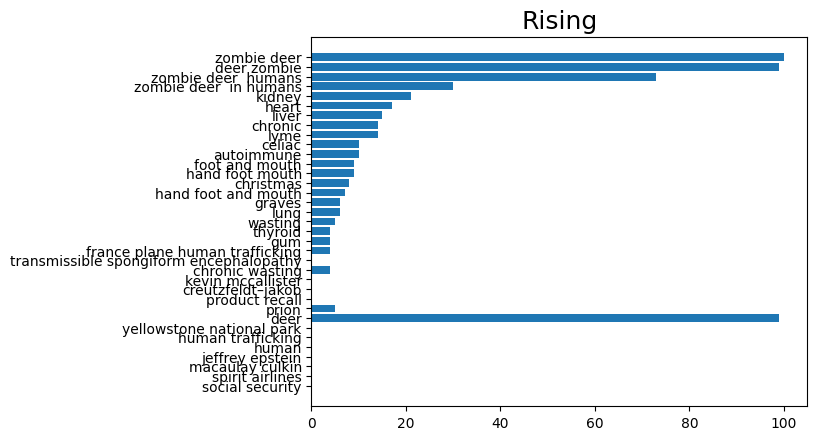 Rising
zombie deer
deer zombie
zombie deer  humans
zombie deer  in humans
kidney
heart
liver
chronic
lyme
celiac
autoimmune
foot and mouth
hand foot mouth
christmas
hand foot and mouth
graves
lung
wasting
thyroid
gum
france plane human trafficking
transmissible spongiform encephalopathy
chronic wasting
kevin mccallister
creutzfeldt–jakob
product recall
prion
deer
yellowstone national park
human trafficking
human
jeffrey epstein
macaulay culkin
spirit airlines
social security
0 20 40 60 80 100